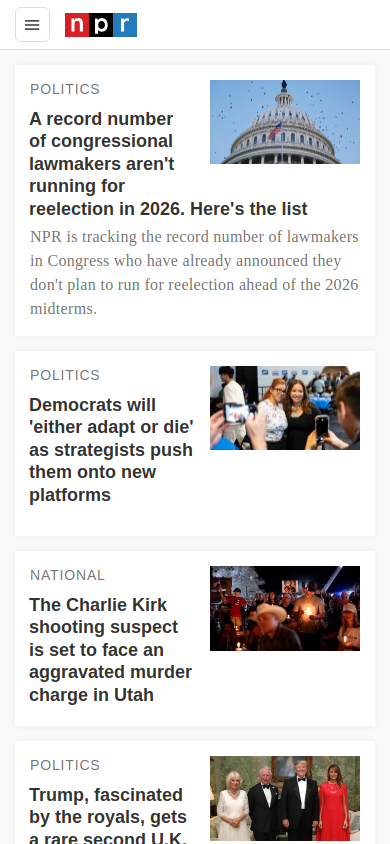 npr
POLITICS
A record number
of congressional
lawmakers aren't
running for
reelection in 2026. Here's the list
NPR is tracking the record number of lawmakers
in Congress who have already announced they
don't plan to run for reelection ahead of the 2026
midterms.
POLITICS
Democrats will
'either adapt or die'
as strategists push
them onto new
platforms
NATIONAL
The Charlie Kirk
shooting suspect
is set to face an
aggravated murder
charge in Utah
POLITICS
Trump, fascinated
by the royals, gets
a rare second U.K.